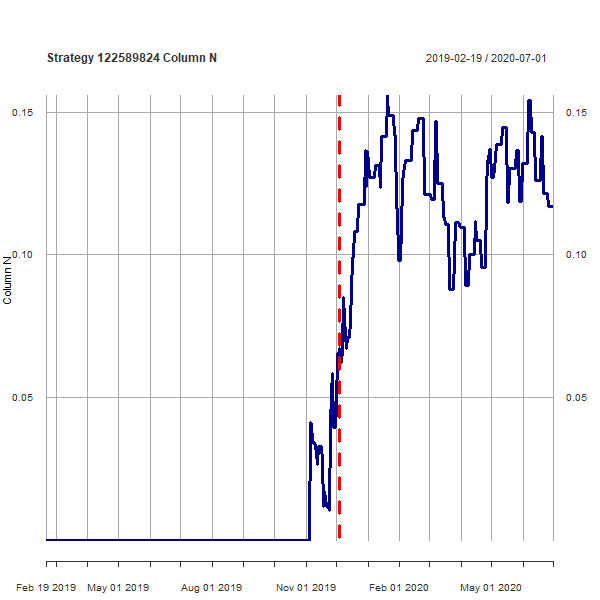 Strategy 122589824 Column N
2019-02-19 / 2020-07-01
0.15
0.15
0.10
0.10
Column N
0.05
0.05
Feb 19 2019
May 01 2019
Aug 01 2019
Nov 01 2019
Feb 01 2020
May 01 2020